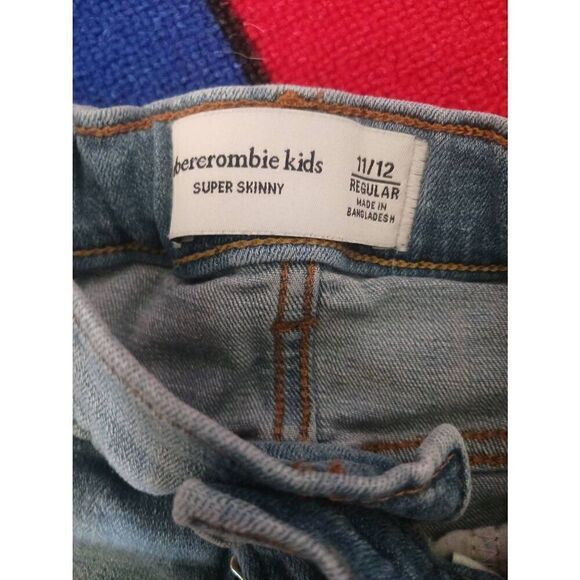 abercrombie kids
SUPER SKINNY
11/12
REGULAR
MADE IN
BANGLADESH